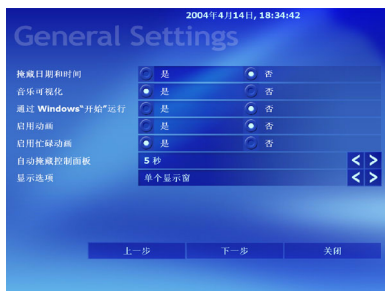 2004年4月14日, 18:34:42
General Settings
掩藏日期和时间 是 否
音乐可视化 是 否
通过 Windows“开始”运行 是 否
启用动画 是 否
启用忙碌动画 是 否
自动掩藏控制面板 5 秒 < >
显示选项 单个显示窗 < >
上一步 下一步 关闭